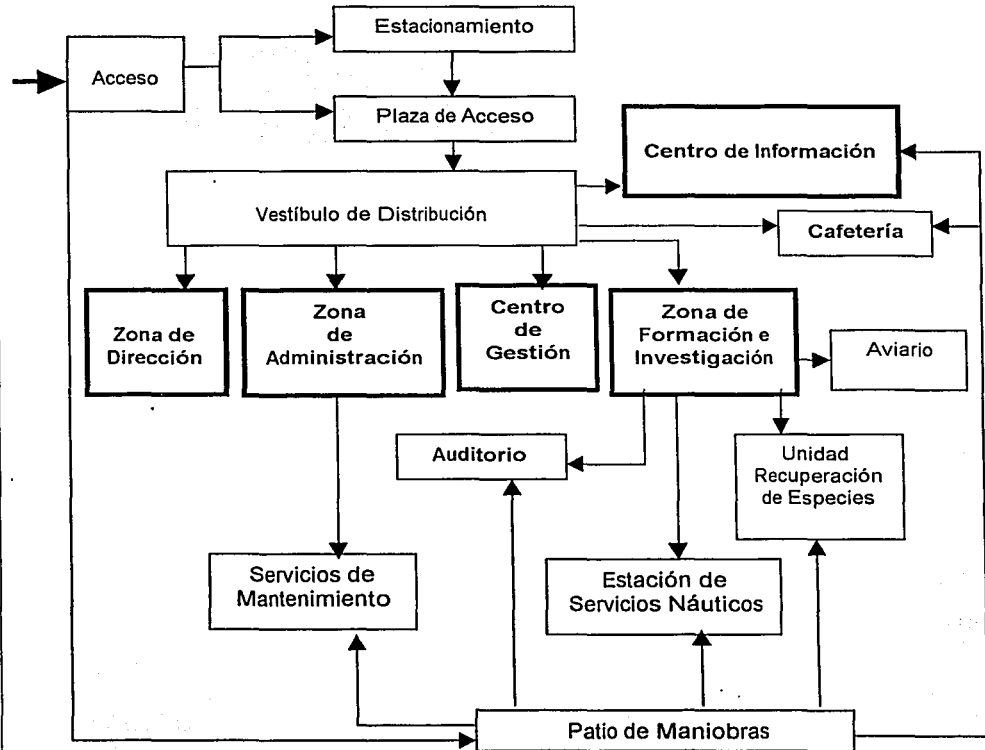 Estacionamiento
Acceso
Plaza de Acceso
Centro de Información
Vestíbulo de Distribución
Cafetería
Zona de
Dirección
Zona
de
Administración
Centro
de
Gestión
Zona de
Formación e
Investigación
Aviario
Auditorio
Unidad
Recuperación
de Especies
Servicios de
Mantenimiento
Estación de
Servicios Náuticos
Patio de Maniobras